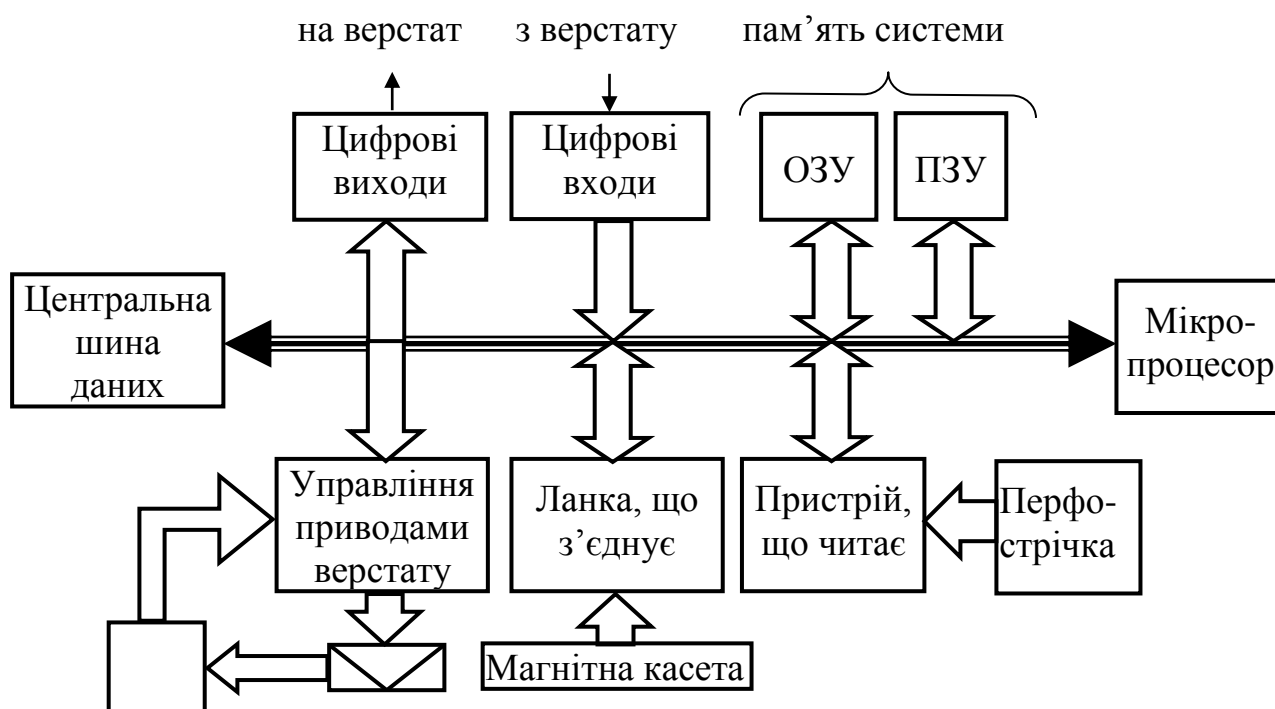 на верстат
з верстату
пам’ять системи
Цифрові
виходи
Цифрові
входи
ОЗУ
ПЗУ
Центральна
шина
даних
Мікро-
процесор
Управління
приводами
верстату
Ланка, що
з’єднує
Пристрій,
що читає
Перфо-
стрічка
Магнітна касета